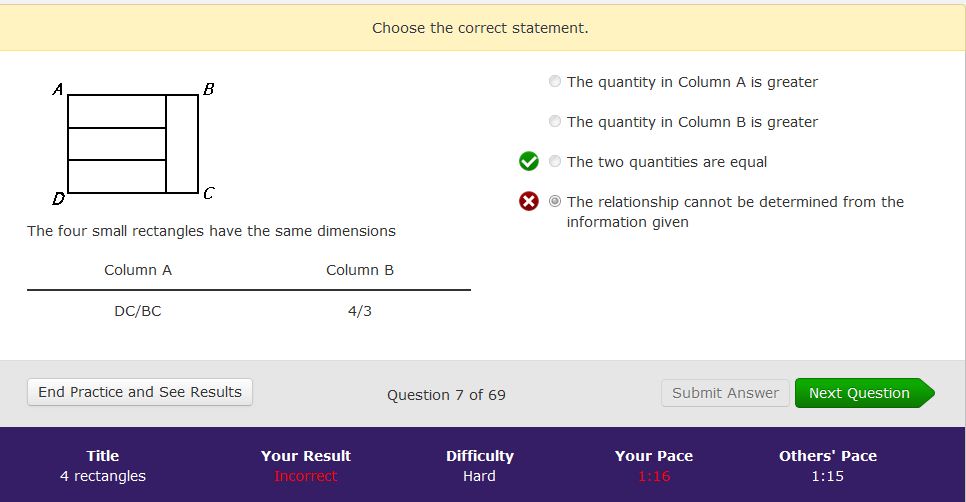 Choose the correct statement.
A B
D C
The four small rectangles have the same dimensions
Column A Column B
DC/BC 4/3
The quantity in Column A is greater
The quantity in Column B is greater
The two quantities are equal
The relationship cannot be determined from the
information given
End Practice and See Results Question 7 of 69 Submit Answer Next Question
Title Your Result Difficulty Your Pace Others' Pace
4 rectangles Incorrect Hard 1:16 1:15